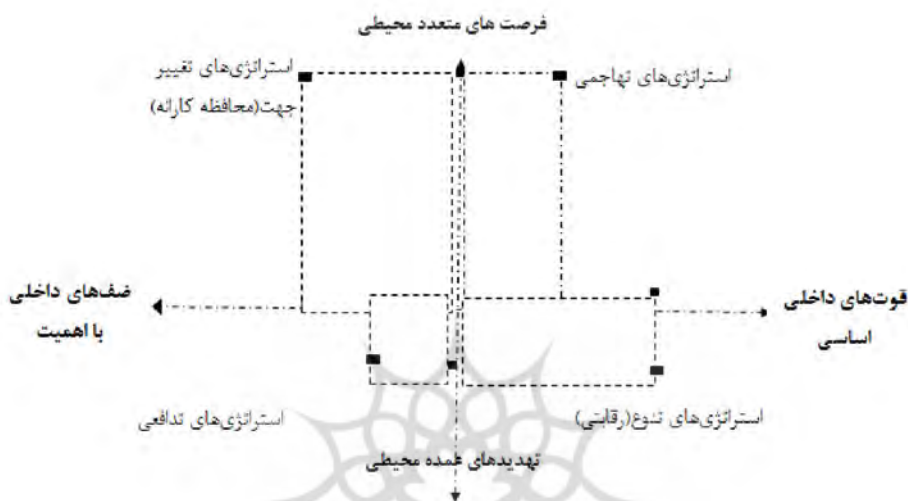 فرصت های متعدد محیطی
استراتژی‌های تهاجمی
استراتژی‌های تغییر
جهت(محافظه کارانه)
قوت‌های داخلی
اساسی
ضف‌های داخلی
با اهمیت
استراتژی‌های تنوع(رقابتی)
استراتژی‌های تدافعی
تهدیدهای عمده محیطی